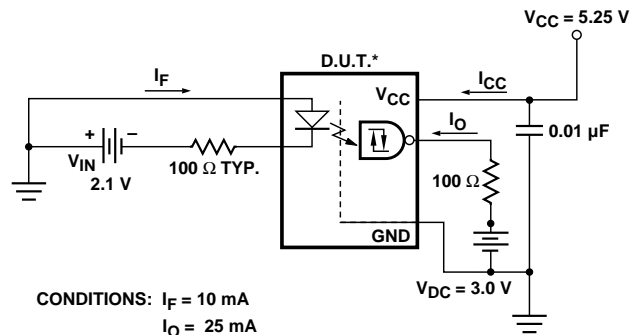 V_CC = 5.25 V
D.U.T.*
I_F
I_CC
V_CC
I_O
0.01 µF
+ –
V_IN
2.1 V
100 Ω TYP.
100 Ω
GND
V_DC = 3.0 V
CONDITIONS: I_F = 10 mA
I_O = 25 mA